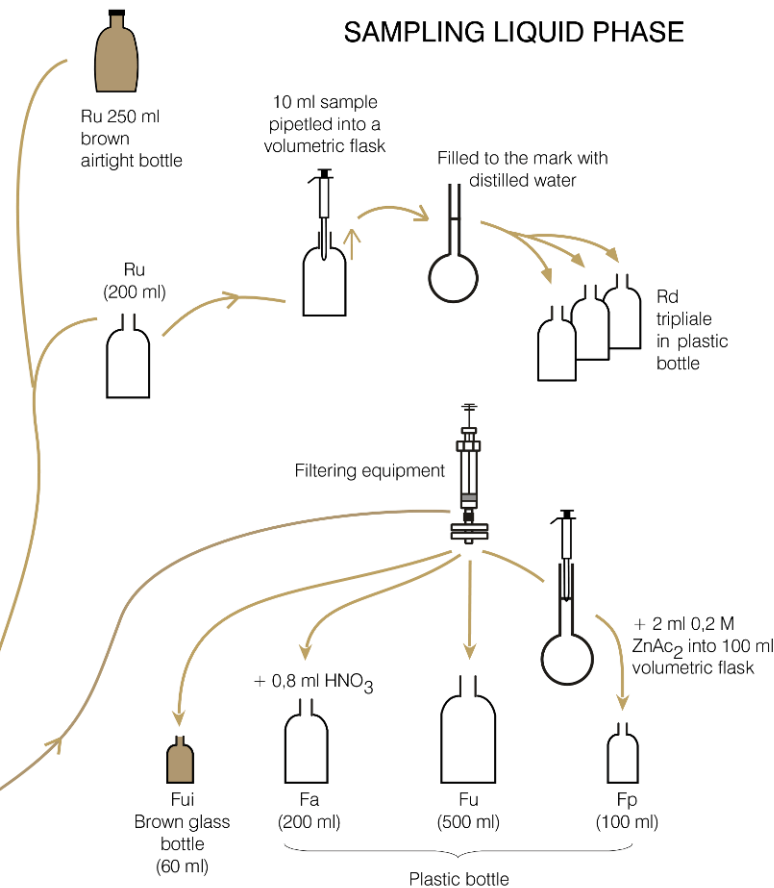 SAMPLING LIQUID PHASE
Ru 250 ml
brown
airtight bottle
10 ml sample
pipetled into a
volumetric flask
Filled to the mark with
distilled water
Ru
(200 ml)
Rd
tripliale
in plastic
bottle
Filtering equipment
+ 2 ml 0,2 M
ZnAc2 into 100 ml
volumetric flask
+ 0,8 ml HNO3
Fui
Brown glass
bottle
(60 ml)
Fa
(200 ml)
Fu
(500 ml)
Fp
(100 ml)
Plastic bottle